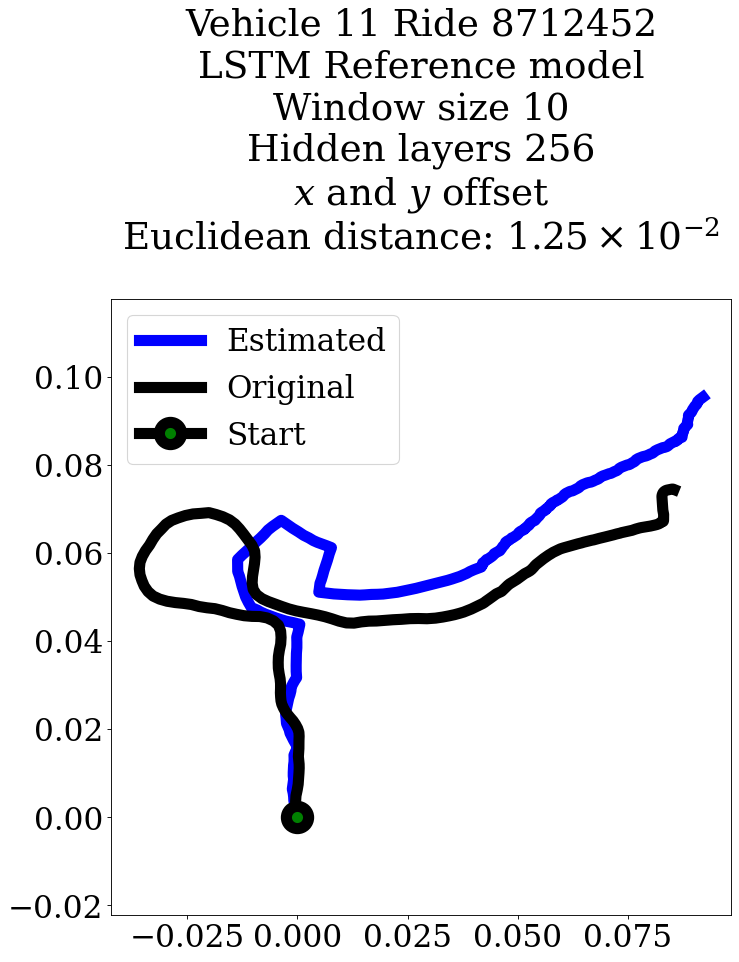 Vehicle 11 Ride 8712452
LSTM Reference model
Window size 10
Hidden layers 256
x and y offset
Euclidean distance: 1.25 × 10⁻²
Estimated
Original
Start
0.10
0.08
0.06
0.04
0.02
0.00
−0.02
−0.025 0.000 0.025 0.050 0.075